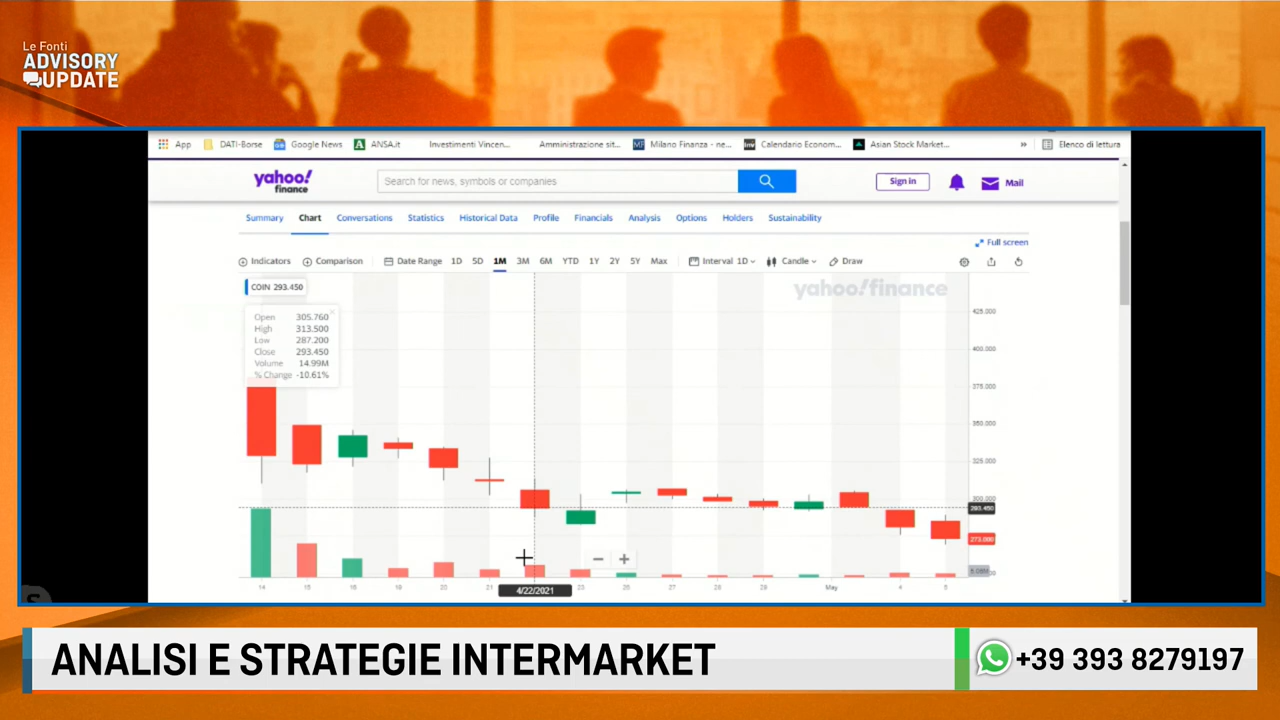 Le Fonti
ADVISORY
UPDATE
App DATI-Borse Google News ANSA.it Investimenti Vincen... Amministrazione sit... Milano Finanza - ne... Calendario Econom... Asian Stock Market... » Elenco di lettura
yahoo!
finance
Search for news, symbols or companies
Sign in
Mail
Summary Chart Conversations Statistics Historical Data Profile Financials Analysis Options Holders Sustainability
Full screen
Indicators Comparison Date Range 1D 5D 1M 3M 6M YTD 1Y 2Y 5Y Max Interval 1D Candle Draw
COIN 293.450
yahoo!finance
Open 305.760
High 313.500
Low 287.200
Close 293.450
Volume 14.99M
% Change -10.61%
425.000
400.000
375.000
350.000
325.000
300.000
293.450
273.000
14 15 16 19 20 21 4/22/2021 23 26 27 28 29 May 4 5
ANALISI E STRATEGIE INTERMARKET
+39 393 8279197